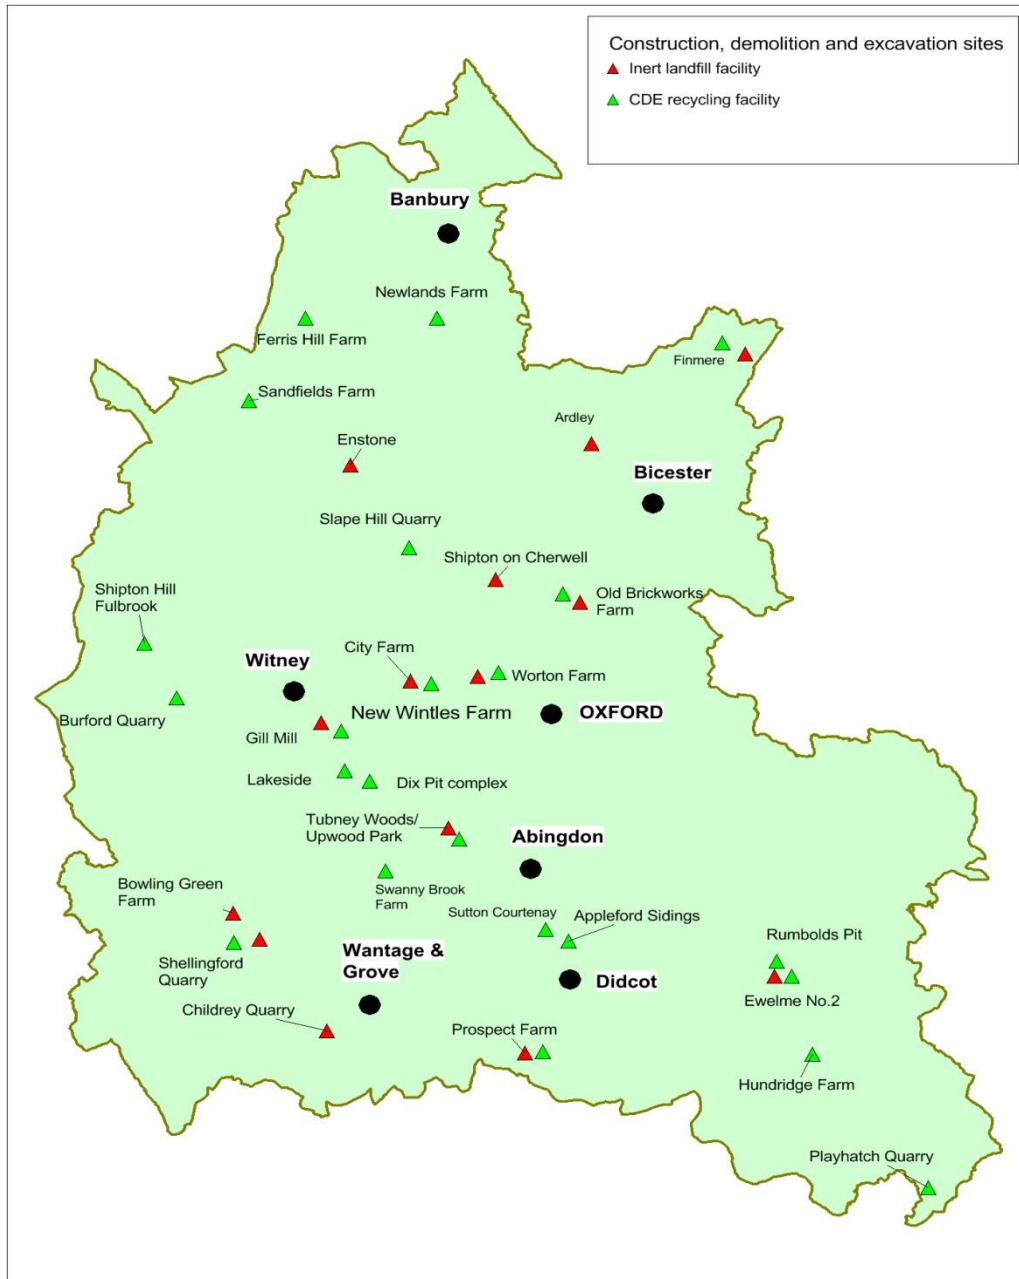 Construction, demolition and excavation sites
Inert landfill facility
CDE recycling facility
Banbury
Newlands Farm
Ferris Hill Farm
Finmere
Sandfields Farm
Ardley
Enstone
Bicester
Slape Hill Quarry
Shipton on Cherwell
Shipton Hill
Fulbrook
Old Brickworks
Farm
City Farm
Witney
Worton Farm
New Wintles Farm
OXFORD
Burford Quarry
Gill Mill
Lakeside
Dix Pit complex
Tubney Woods/
Upwood Park
Abingdon
Bowling Green
Farm
Swanny Brook
Farm
Sutton Courtenay
Appleford Sidings
Rumbolds Pit
Wantage &
Grove
Shellingford
Quarry
Didcot
Ewelme No.2
Childrey Quarry
Prospect Farm
Hundridge Farm
Playhatch Quarry